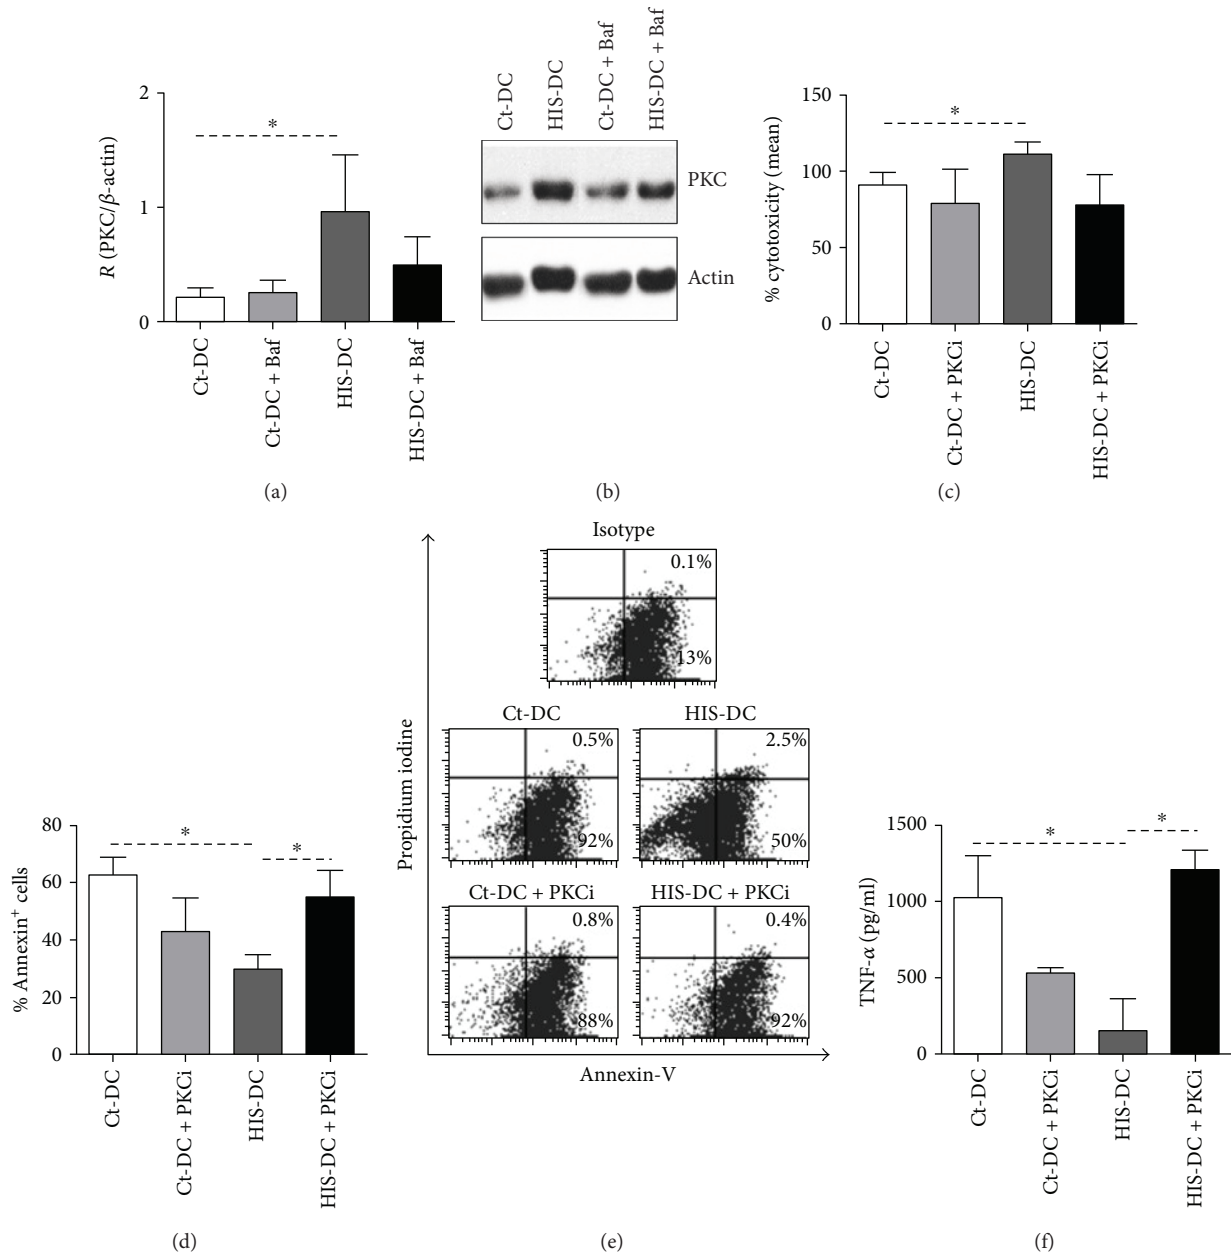 R (PKC/β-actin)
2
1
0
*
Ct-DC
Ct-DC + Baf
HIS-DC
HIS-DC + Baf
(a)
Ct-DC
HIS-DC
Ct-DC + Baf
HIS-DC + Baf
PKC
Actin
(b)
% cytotoxicity (mean)
150
100
50
0
*
Ct-DC
Ct-DC + PKCi
HIS-DC
HIS-DC + PKCi
(c)
% Annexin⁺ cells
80
60
40
20
0
*
*
Ct-DC
Ct-DC + PKCi
HIS-DC
HIS-DC + PKCi
(d)
Propidium iodine
Isotype
0.1%
13%
Ct-DC
0.5%
92%
HIS-DC
2.5%
50%
Ct-DC + PKCi
0.8%
88%
HIS-DC + PKCi
0.4%
92%
Annexin-V
(e)
TNF-α (pg/ml)
1500
1000
500
0
*
*
Ct-DC
Ct-DC + PKCi
HIS-DC
HIS-DC + PKCi
(f)